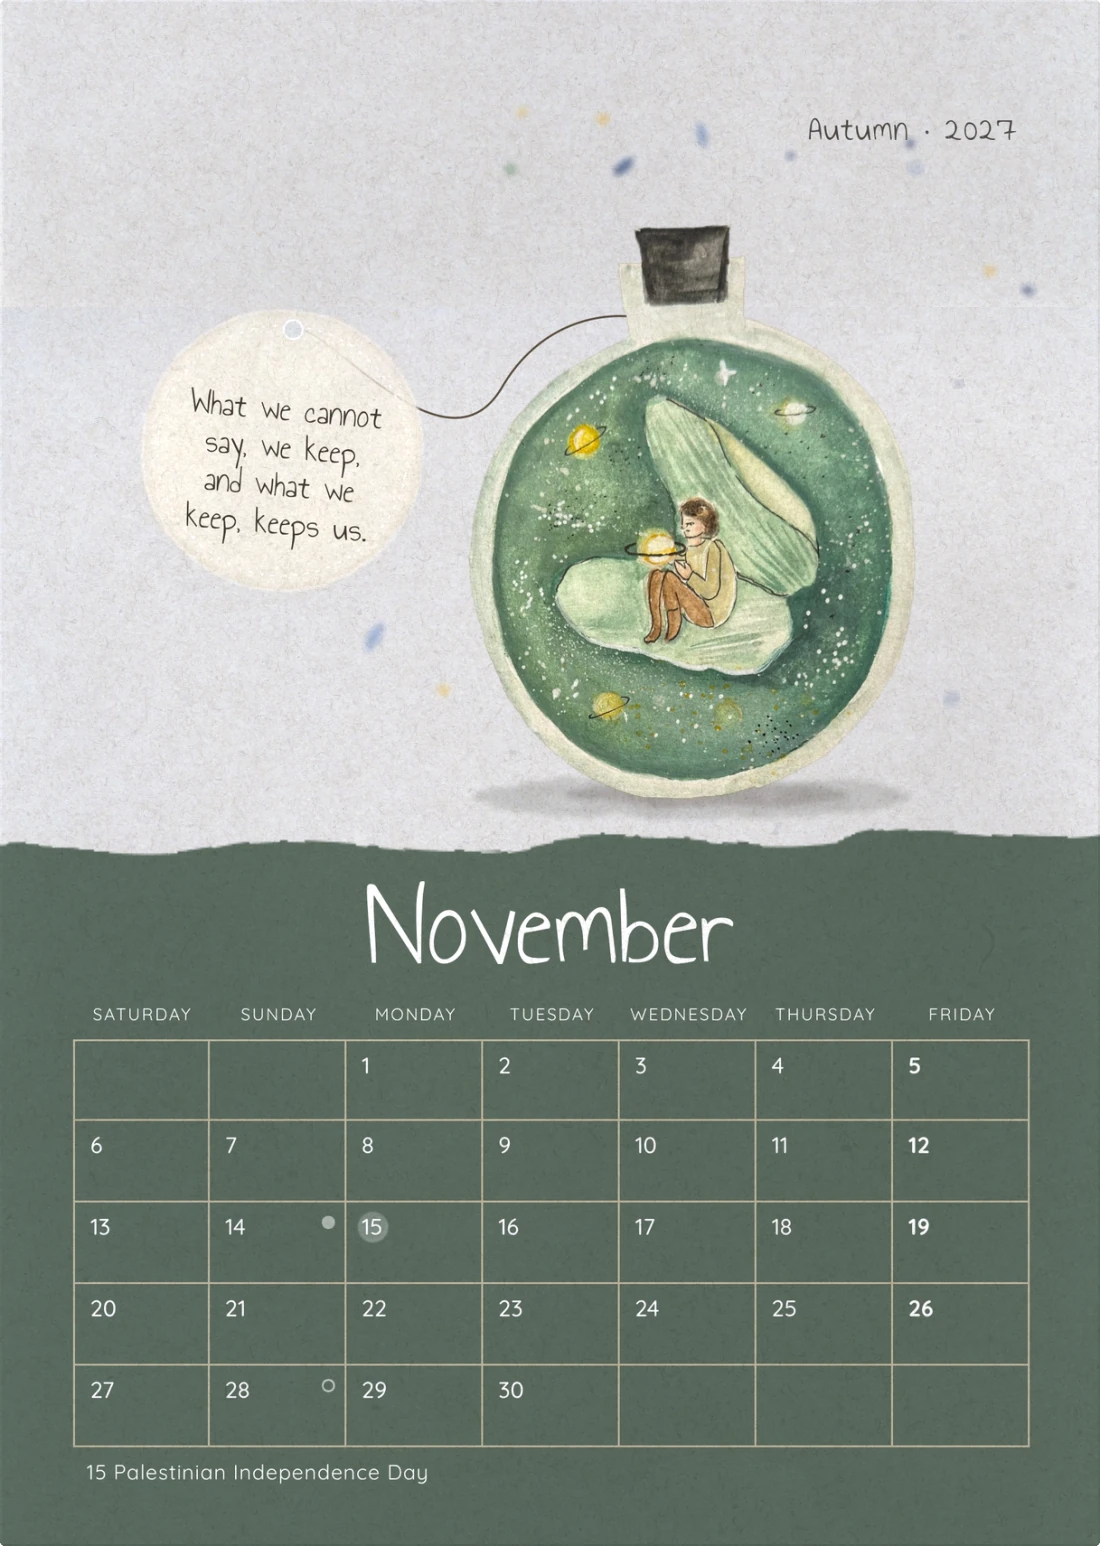 Autumn · 2027
What we cannot
say, we keep,
and what we
keep, keeps us.
November
SATURDAY SUNDAY MONDAY TUESDAY WEDNESDAY THURSDAY FRIDAY
1 2 3 4 5
6 7 8 9 10 11 12
13 14 15 16 17 18 19
20 21 22 23 24 25 26
27 28 29 30
15 Palestinian Independence Day